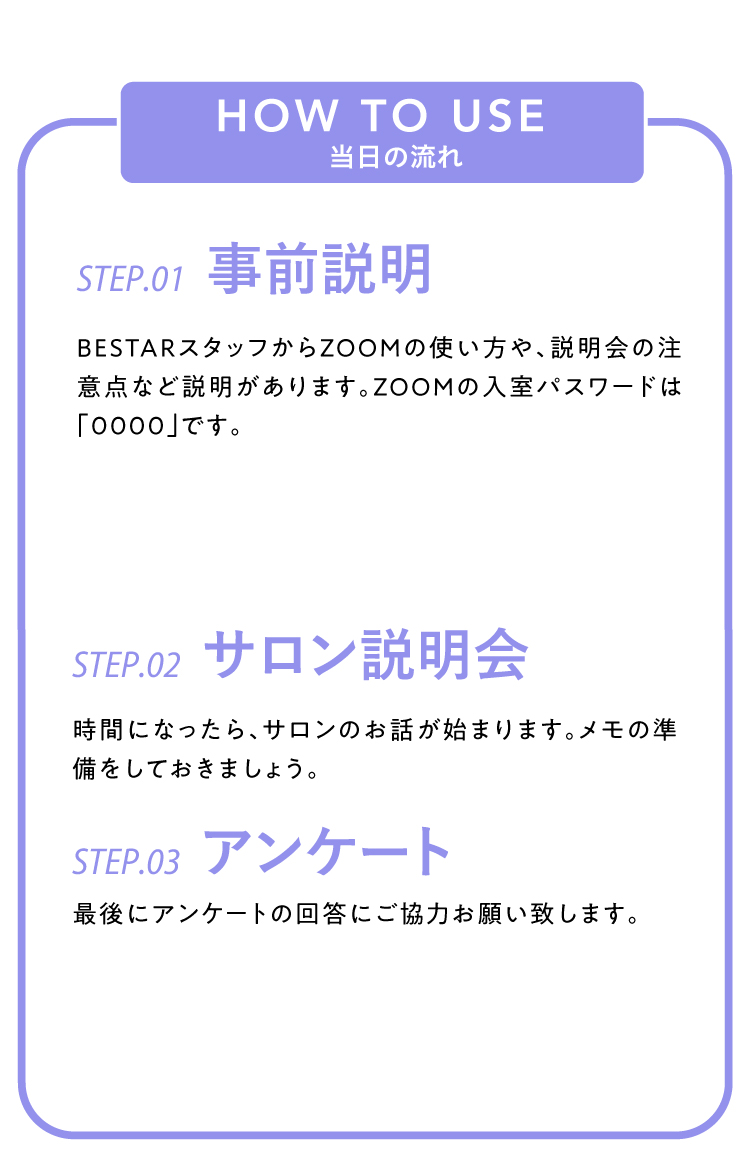 HOW TO USE
当日の流れ
STEP.01 事前説明
BESTARスタッフからZOOMの使い方や、説明会の注
意点など説明があります。ZOOMの入室パスワードは
「0000」です。
STEP.02 サロン説明会
時間になったら、サロンのお話が始まります。メモの準
備をしておきましょう。
STEP.03 アンケート
最後にアンケートの回答にご協力お願い致します。